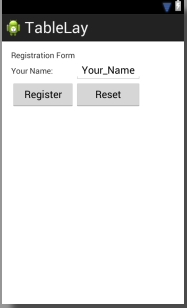 TableLay
Registration Form
Your Name: Your_Name
Register Reset